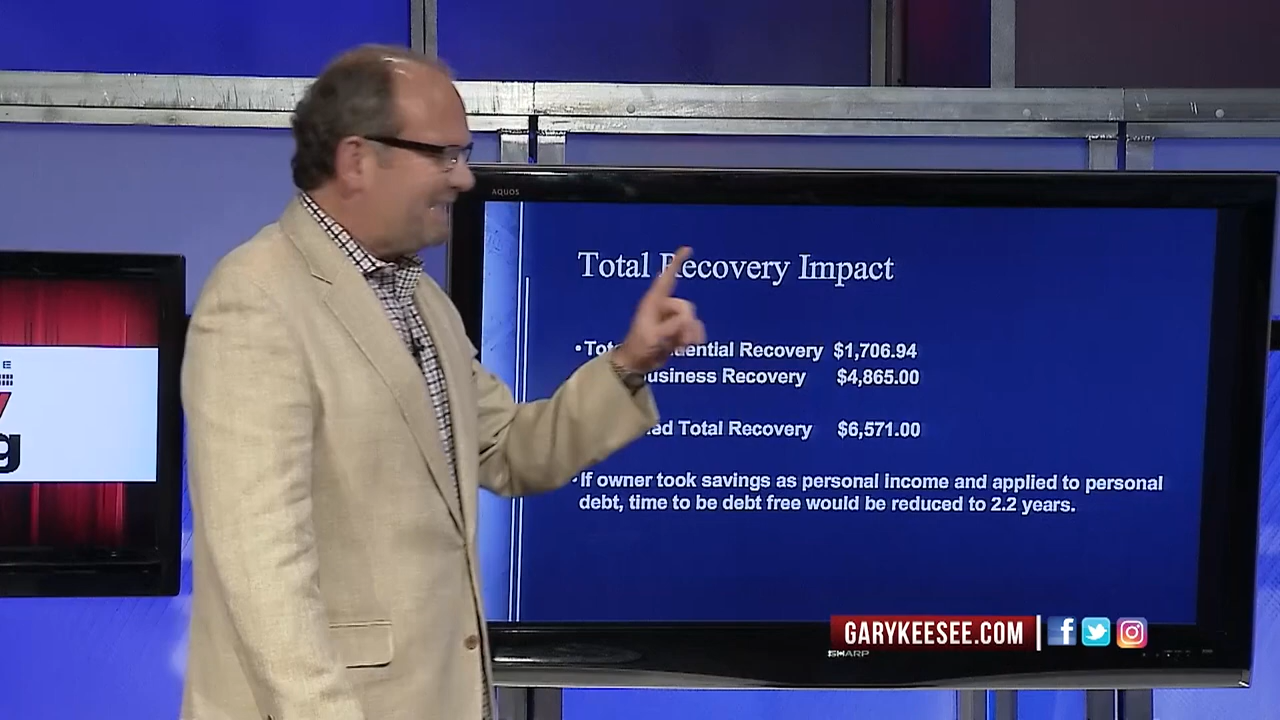 AQUOS
Total Recovery Impact
•Tot uential Recovery $1,706.94
usiness Recovery $4,865.00
ed Total Recovery $6,571.00
•If owner took savings as personal income and applied to personal
debt, time to be debt free would be reduced to 2.2 years.
E
g
GARYKEESEE.COM
SHARP